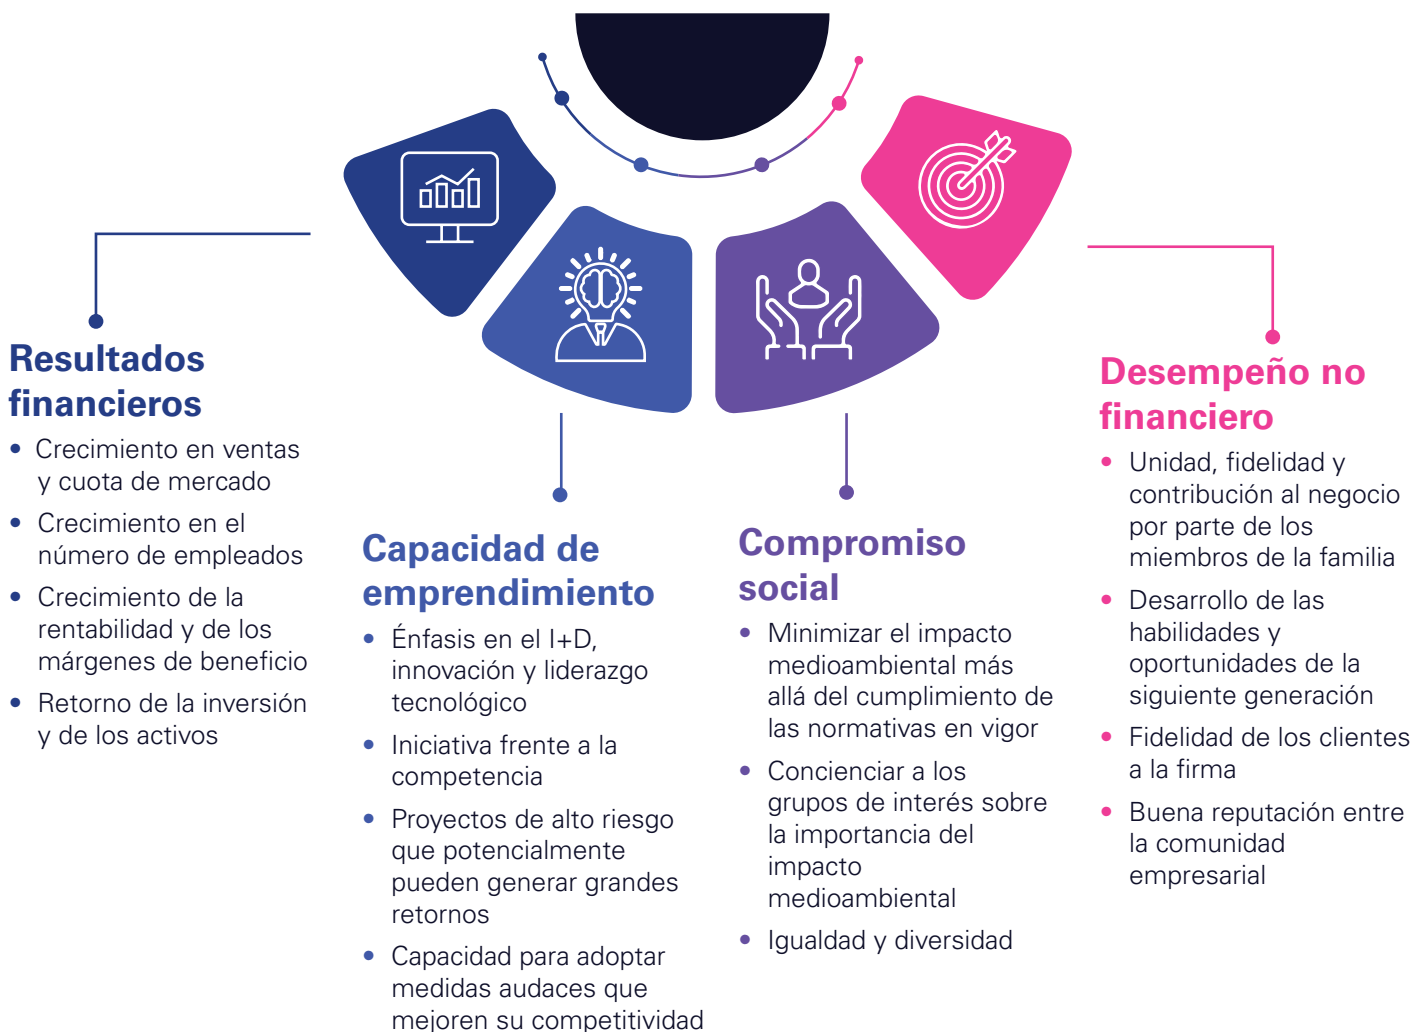 Resultados
financieros
• Crecimiento en ventas
y cuota de mercado
• Crecimiento en el
número de empleados
• Crecimiento de la
rentabilidad y de los
márgenes de beneficio
• Retorno de la inversión
y de los activos
Capacidad de
emprendimiento
• Énfasis en el I+D,
innovación y liderazgo
tecnológico
• Iniciativa frente a la
competencia
• Proyectos de alto riesgo
que potencialmente
pueden generar grandes
retornos
• Capacidad para adoptar
medidas audaces que
mejoren su competitividad
Compromiso
social
• Minimizar el impacto
medioambiental más
allá del cumplimiento de
las normativas en vigor
• Concienciar a los
grupos de interés sobre
la importancia del
impacto
medioambiental
• Igualdad y diversidad
Desempeño no
financiero
• Unidad, fidelidad y
contribución al negocio
por parte de los
miembros de la familia
• Desarrollo de las
habilidades y
oportunidades de la
siguiente generación
• Fidelidad de los clientes
a la firma
• Buena reputación entre
la comunidad
empresarial